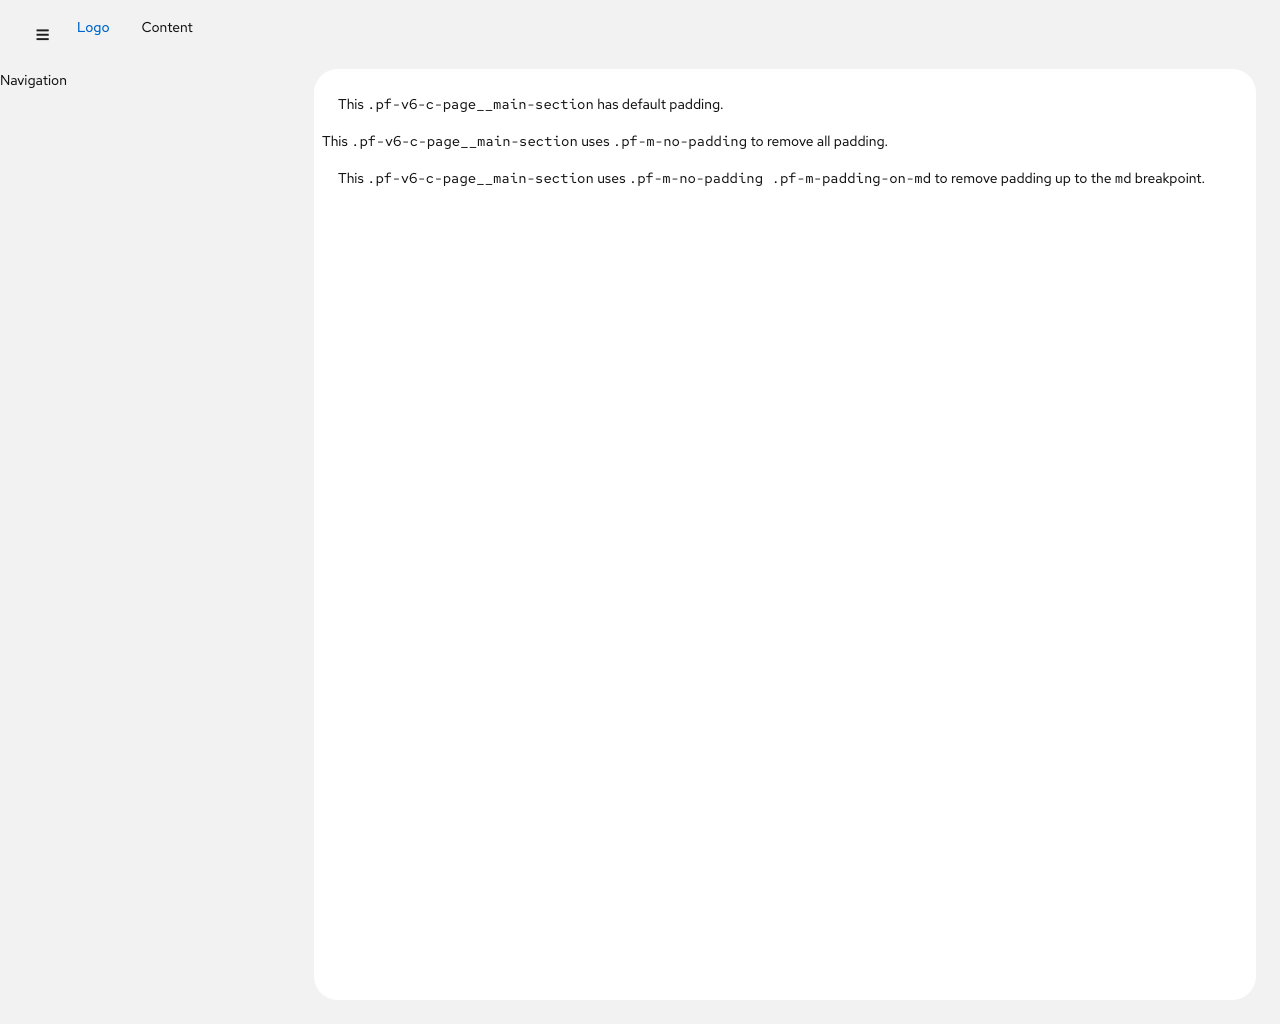 Logo
Content
Navigation
This .pf-v6-c-page__main-section has default padding.
This .pf-v6-c-page__main-section uses .pf-m-no-padding to remove all padding.
This .pf-v6-c-page__main-section uses .pf-m-no-padding .pf-m-padding-on-md to remove padding up to the md breakpoint.